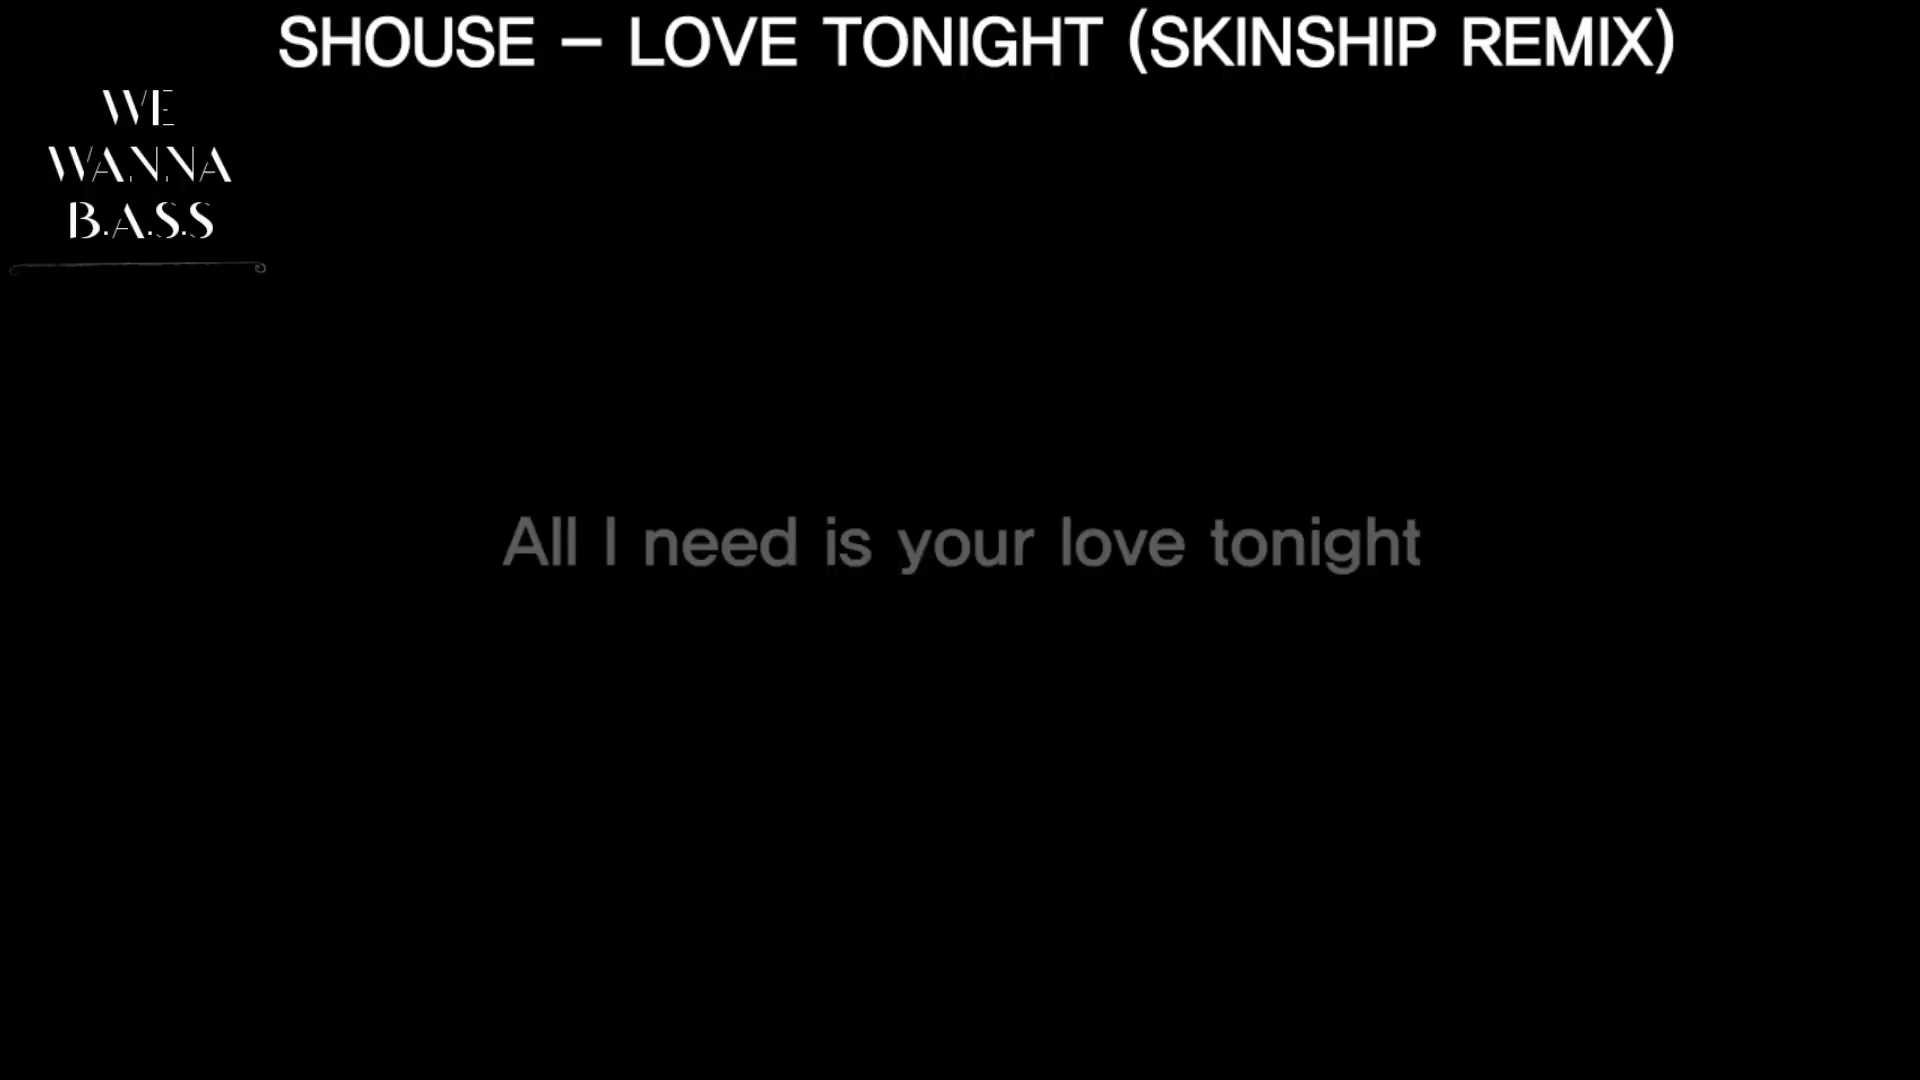 SHOUSE – LOVE TONIGHT (SKINSHIP REMIX)
WE
WANNA
B.A.S.S
All I need is your love tonight